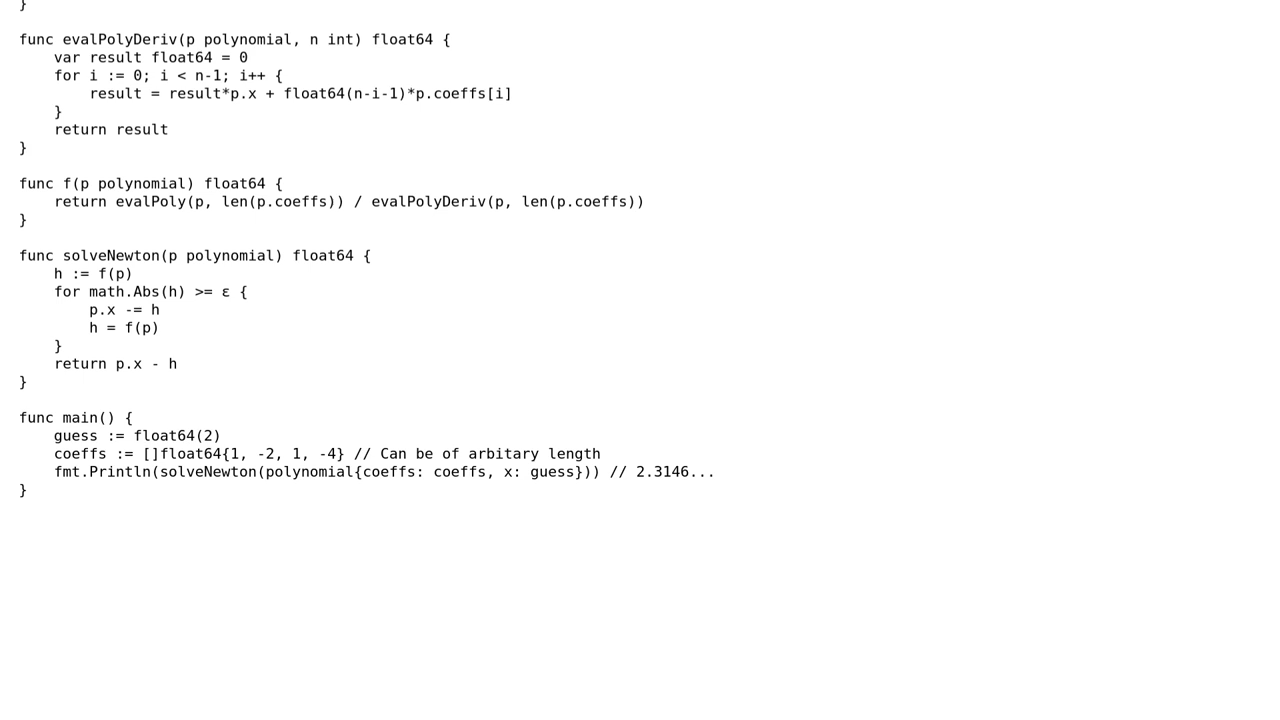 }

func evalPolyDeriv(p polynomial, n int) float64 {
    var result float64 = 0
    for i := 0; i < n-1; i++ {
        result = result*p.x + float64(n-i-1)*p.coeffs[i]
    }
    return result
}

func f(p polynomial) float64 {
    return evalPoly(p, len(p.coeffs)) / evalPolyDeriv(p, len(p.coeffs))
}

func solveNewton(p polynomial) float64 {
    h := f(p)
    for math.Abs(h) >= ε {
        p.x -= h
        h = f(p)
    }
    return p.x - h
}

func main() {
    guess := float64(2)
    coeffs := []float64{1, -2, 1, -4} // Can be of arbitary length
    fmt.Println(solveNewton(polynomial{coeffs: coeffs, x: guess})) // 2.3146...
}